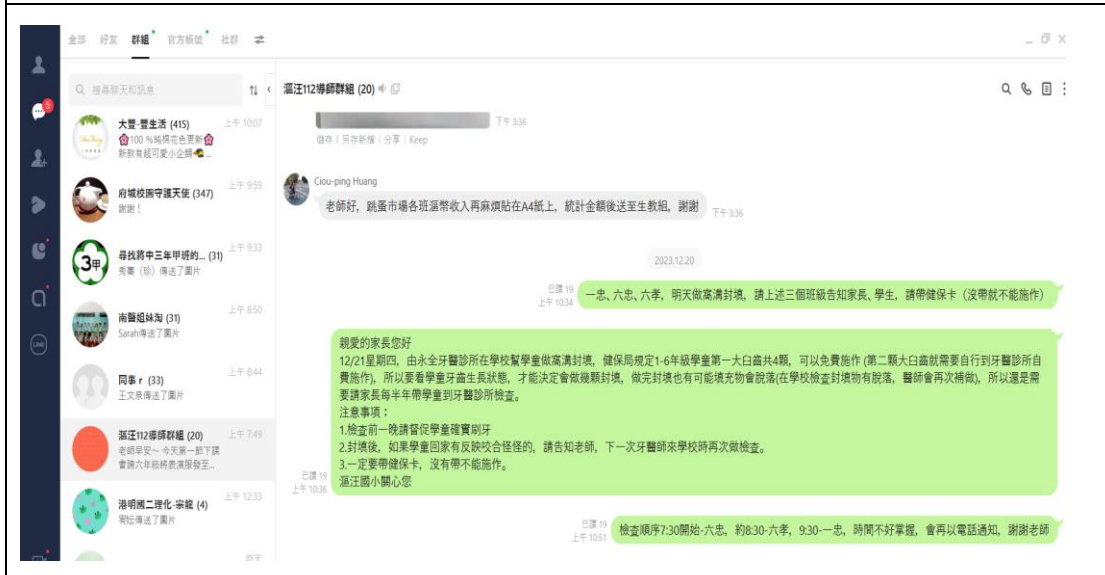 全部 好友 群組 官方帳號 社群
搜尋聊天和訊息
大豐-豐生活 (415) 上午 10:07
100 %純棉花色更新
新款有超可愛小企鵝 ...
府城校園守護天使 (347) 上午 9:59
謝謝！
尋找將中三年甲班的... (31) 上午 9:33
3甲
秀蓁（珍）傳送了圖片
南醫姐妹淘 (31) 上午 8:50
Sarah傳送了圖片
同事 r (33) 上午 8:44
王文泉傳送了圖片
漚汪112導師群組 (20) 上午 7:49
老師早安～ 今天第一節下課
會請六年級將表演服發至...
港明國二理化-宗龍 (4) 上午 12:33
宥妘傳送了圖片
昨天
5
LINE
漚汪112導師群組 (20)
下午 3:36
儲存 | 另存新檔 | 分享 | Keep
Ciou-ping Huang
老師好，跳蚤市場各班漚幣收入再麻煩貼在A4紙上，統計金額後送至生教組，謝謝
下午 3:36
2023.12.20
已讀 19
上午 10:34
一忠、六忠、六孝，明天做窩溝封填，請上述三個班級告知家長、學生，請帶健保卡（沒帶就不能施作）
親愛的家長您好
12/21星期四，由永全牙醫診所在學校幫學童做窩溝封填，健保局規定1-6年級學童第一大臼齒共4顆，可以免費施作 (第二顆大臼齒就需要自行到牙醫診所自
費施作)，所以要看學童牙齒生長狀態，才能決定會做幾顆封填，做完封填也有可能填充物會脫落(在學校檢查封填物有脫落，醫師會再次補做)，所以還是需
要請家長每半年帶學童到牙醫診所檢查。
注意事項：
1.檢查前一晚請督促學童確實刷牙
2.封填後，如果學童回家有反映咬合怪怪的，請告知老師，下一次牙醫師來學校時再次做檢查。
3.一定要帶健保卡，沒有帶不能施作。
漚汪國小關心您
已讀 19
上午 10:36
已讀 19
上午 10:51
檢查順序7:30開始-六忠，約8:30-六孝，9:30-一忠，時間不好掌握，會再以電話通知，謝謝老師